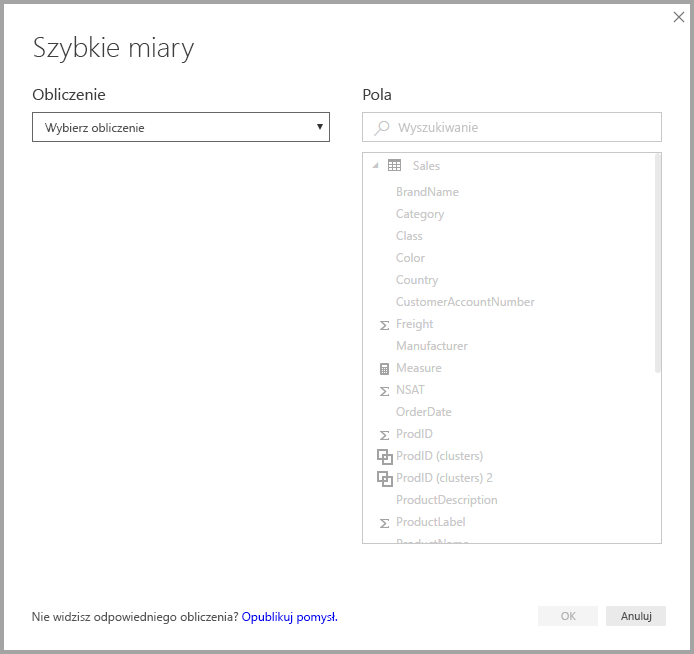 Szybkie miary
Obliczenie
Wybierz obliczenie
Pola
Wyszukiwanie
Sales
BrandName
Category
Class
Color
Country
CustomerAccountNumber
Freight
Manufacturer
Measure
NSAT
OrderDate
ProdID
ProdID (clusters)
ProdID (clusters) 2
ProductDescription
ProductLabel
ProductName
Nie widzisz odpowiedniego obliczenia? Opublikuj pomysł.
OK
Anuluj